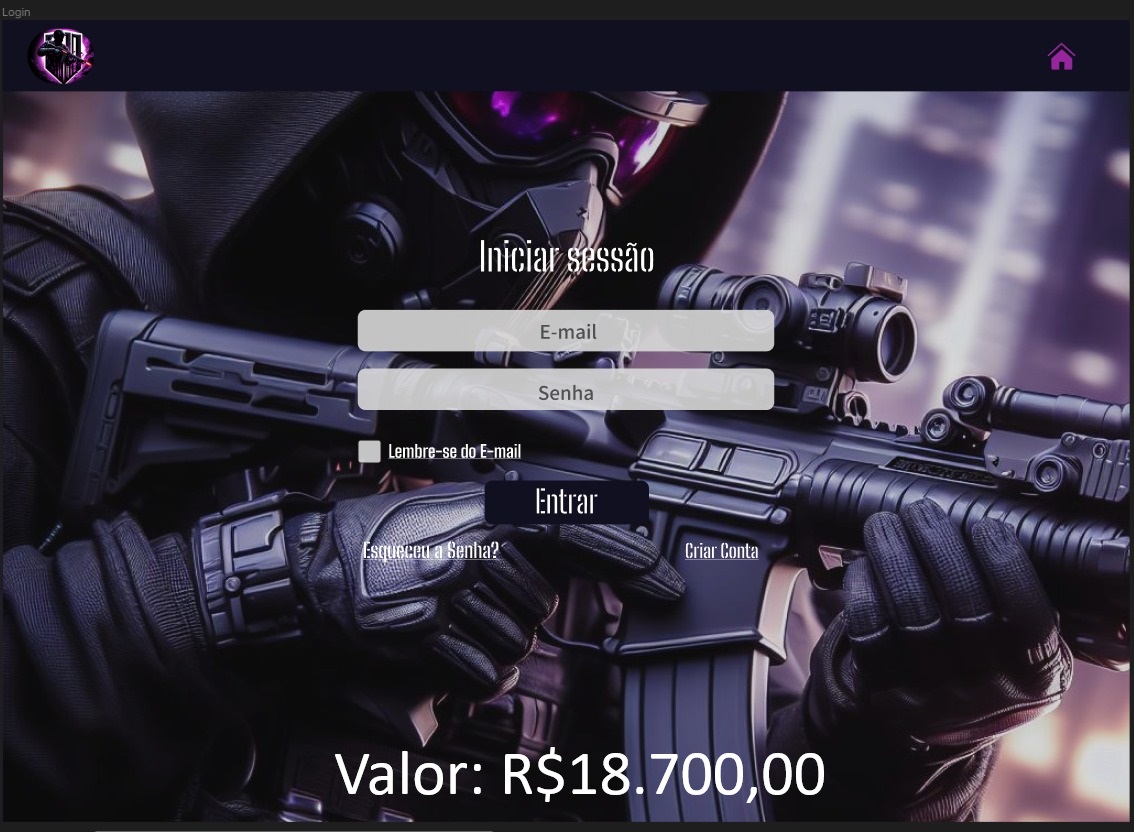 Login
Iniciar sessão
E-mail
Senha
Lembre-se do E-mail
Entrar
Esqueceu a Senha? Criar Conta
Valor: R$18.700,00